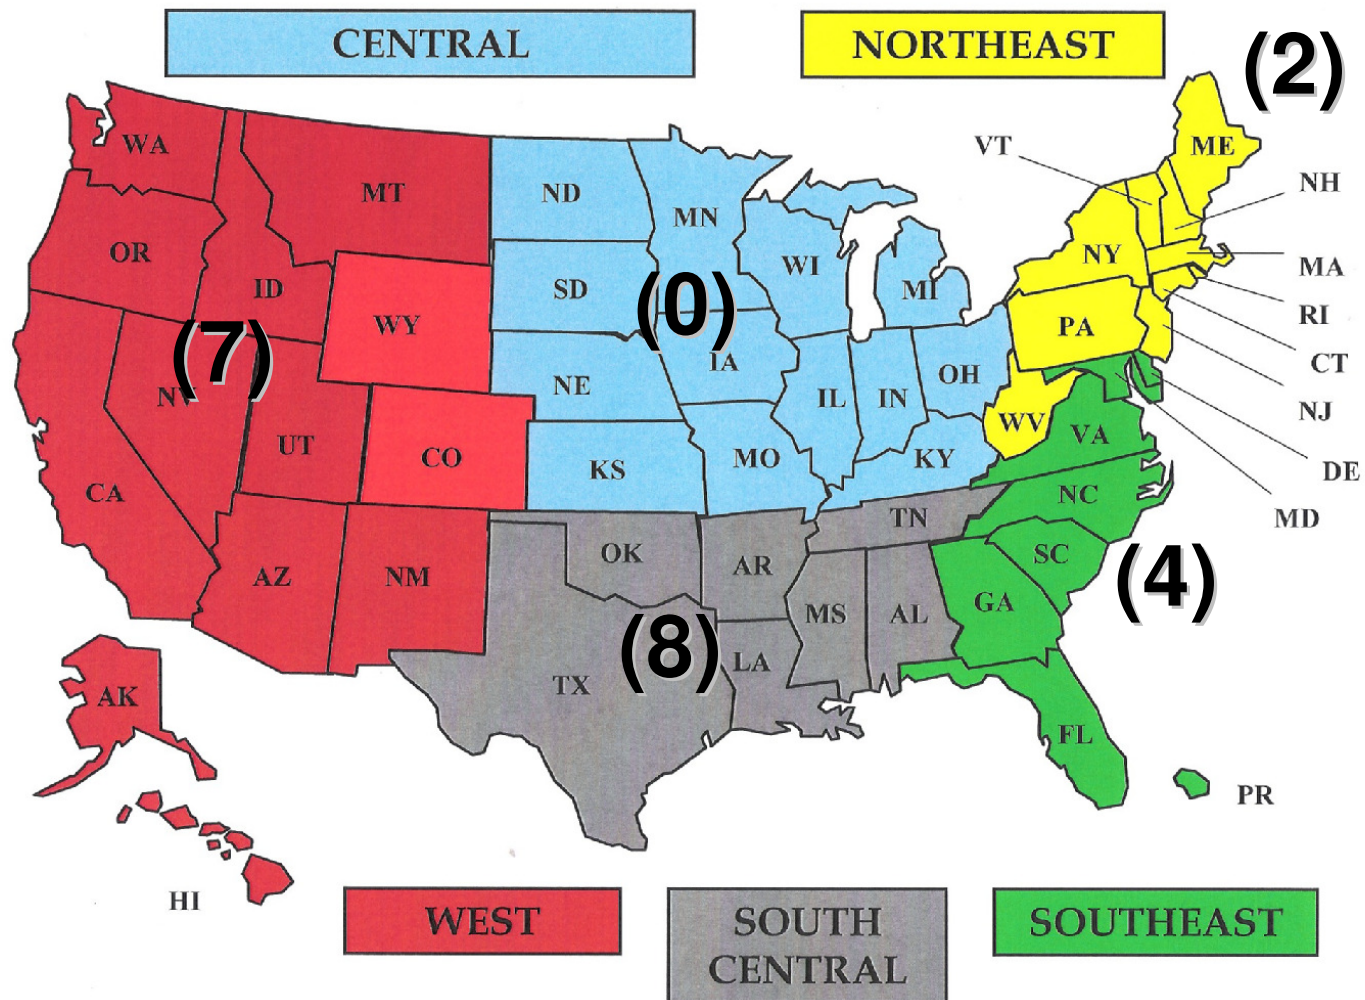 CENTRAL
NORTHEAST
(2)
WA
MT
ND
MN
VT
ME
NH
OR
ID
SD
WI
MI
NY
MA
WY
(0)
PA
RI
(7)
NV
NE
IA
IL
IN
OH
CT
WV
NJ
UT
CO
KS
MO
KY
VA
DE
CA
NC
MD
TN
AZ
NM
OK
AR
MS
AL
GA
SC
(4)
TX
(8)
LA
AK
FL
PR
HI
WEST
SOUTH
CENTRAL
SOUTHEAST